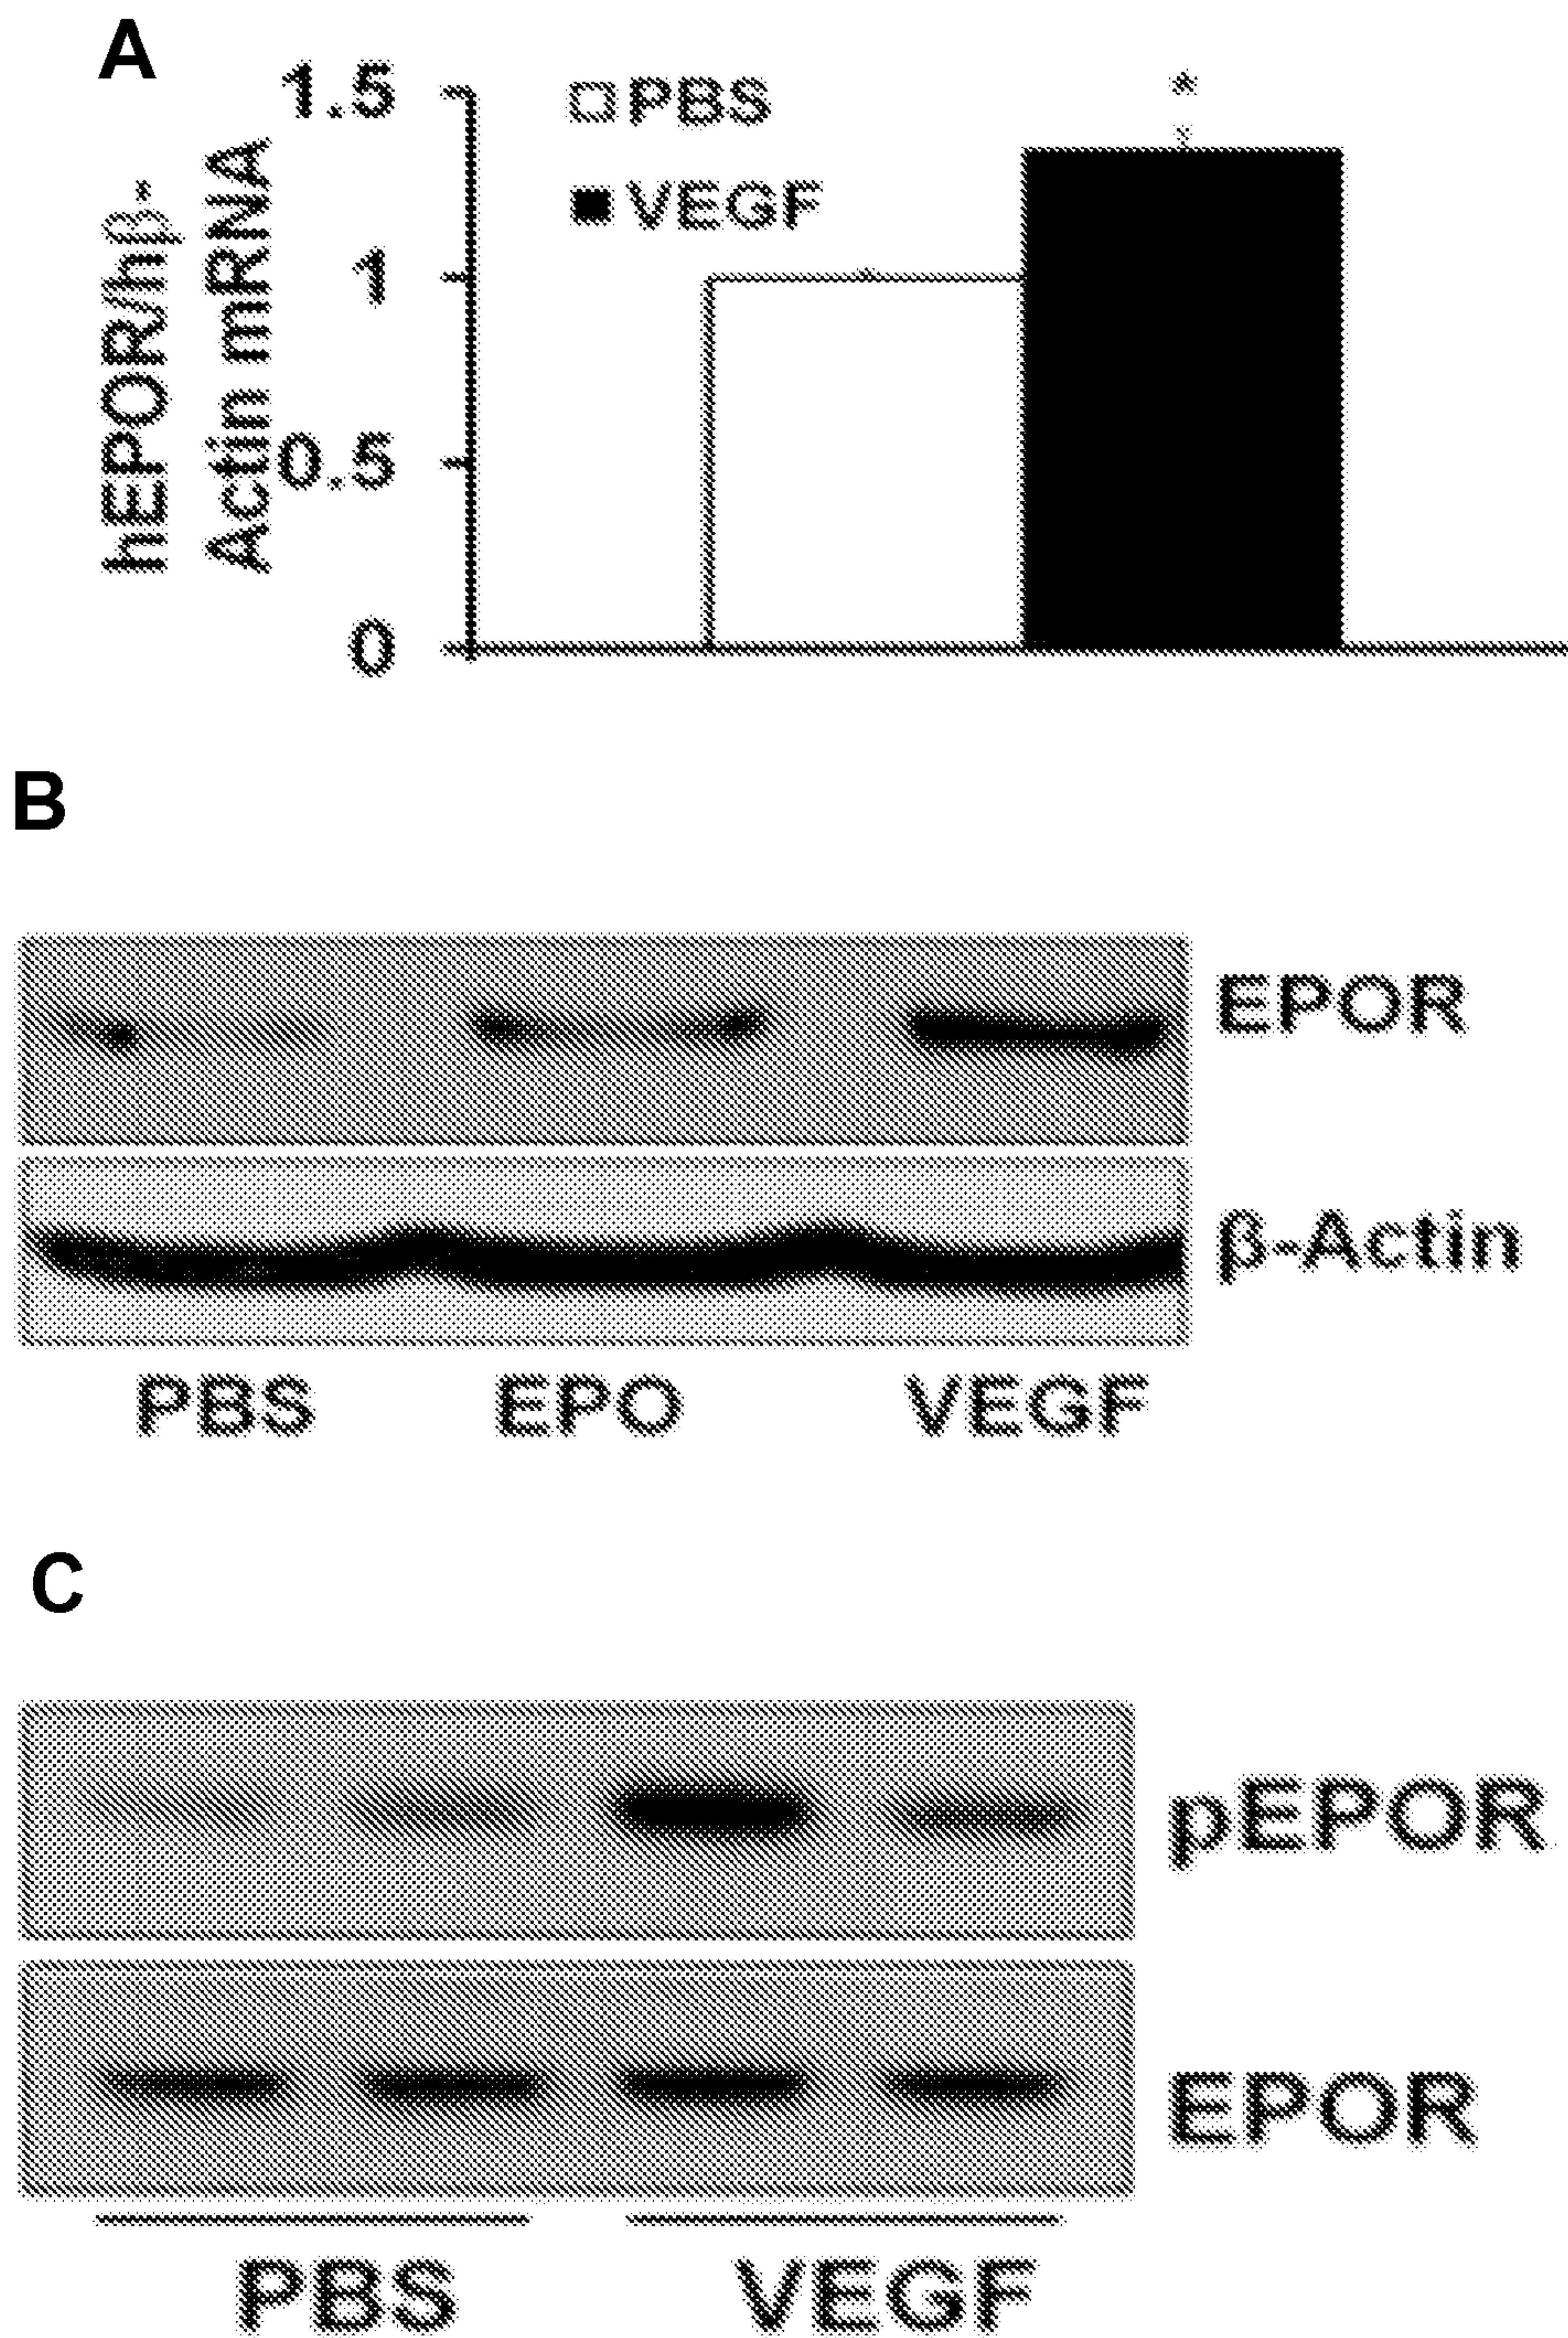 A
1.5
PBS
*
VEGF
hEPOR/hβ-
Actin mRNA
1
0.5
0
B
EPOR
β-Actin
PBS EPO VEGF
C
pEPOR
EPOR
PBS VEGF